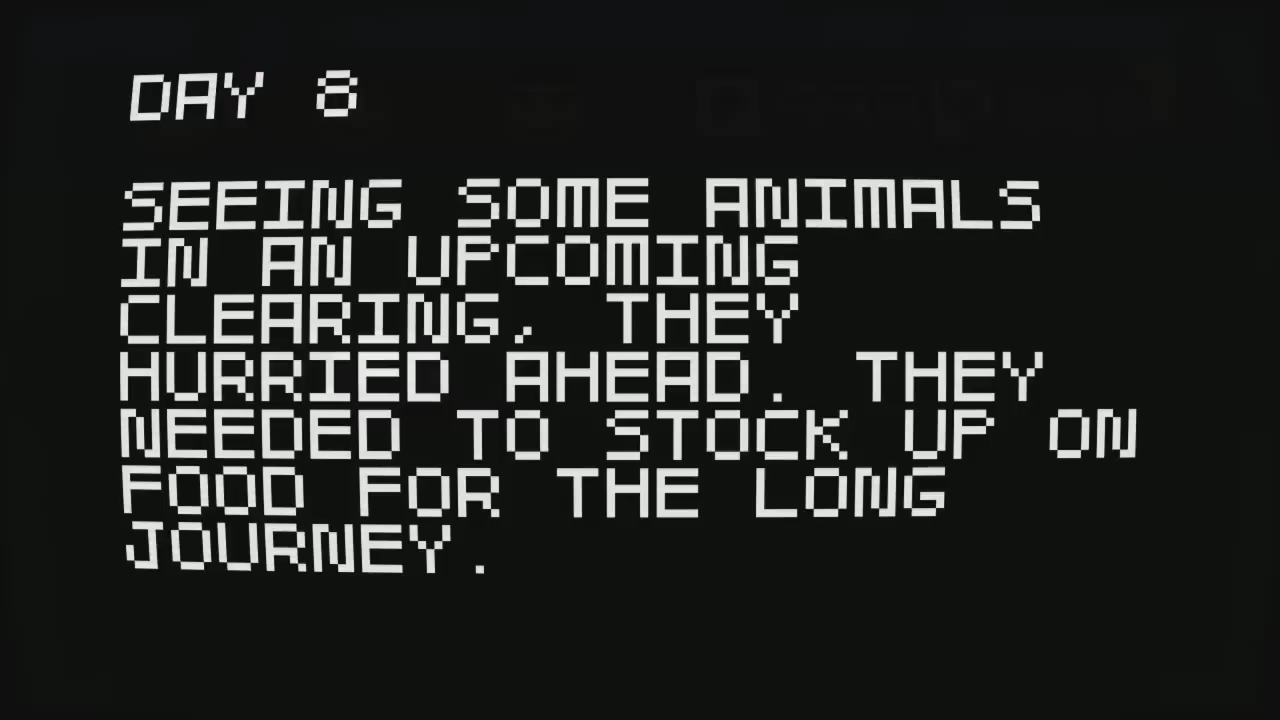 DAY 8
SEEING SOME ANIMALS
IN AN UPCOMING
CLEARING, THEY
HURRIED AHEAD. THEY
NEEDED TO STOCK UP ON
FOOD FOR THE LONG
JOURNEY.